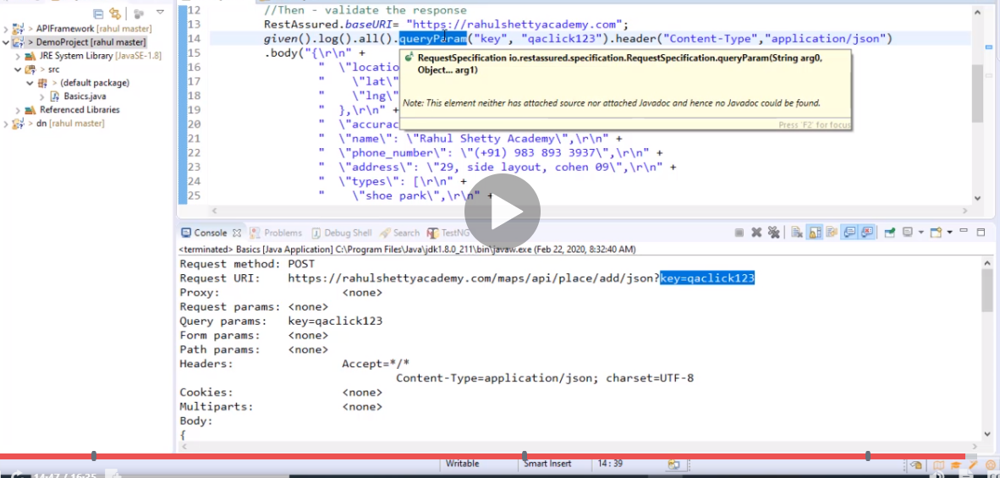 APIFramework [rahul master]
DemoProject [rahul master]
JRE System Library [JavaSE-1.8]
src
(default package)
Basics.java
Referenced Libraries
dn [rahul master]
12 //Then - validate the response
13 RestAssured.baseURI= "https://rahulshettyacademy.com";
14 given().log().all().queryParam("key", "qaclick123").header("Content-Type","application/json")
15 .body("{\r\n" +
16 " \"locatio
17 " \"lat\"
18 " \"lng\"
19 " },\r\n" +
20 " \"accurac
21 " \"name\": \"Rahul Shetty Academy\",\r\n" +
22 " \"phone_number\": \"(+91) 983 893 3937\",\r\n" +
23 " \"address\": \"29, side layout, cohen 09\",\r\n" +
24 " \"types\": [\r\n" +
25 " \"shoe park\",\r\n" +
RequestSpecification io.restassured.specification.RequestSpecification.queryParam(String arg0,
Object... arg1)
Note: This element neither has attached source nor attached Javadoc and hence no Javadoc could be found.
Press 'F2' for focus
Console Problems Debug Shell Search TestNG
<terminated> Basics [Java Application] C:\Program Files\Java\jdk1.8.0_211\bin\javaw.exe (Feb 22, 2020, 8:32:40 AM)
Request method: POST
Request URI: https://rahulshettyacademy.com/maps/api/place/add/json?key=qaclick123
Proxy: <none>
Request params: <none>
Query params: key=qaclick123
Form params: <none>
Path params: <none>
Headers: Accept=*/*
Content-Type=application/json; charset=UTF-8
Cookies: <none>
Multiparts: <none>
Body:
{
Writable Smart Insert 14 : 39
14:47 / 16:25